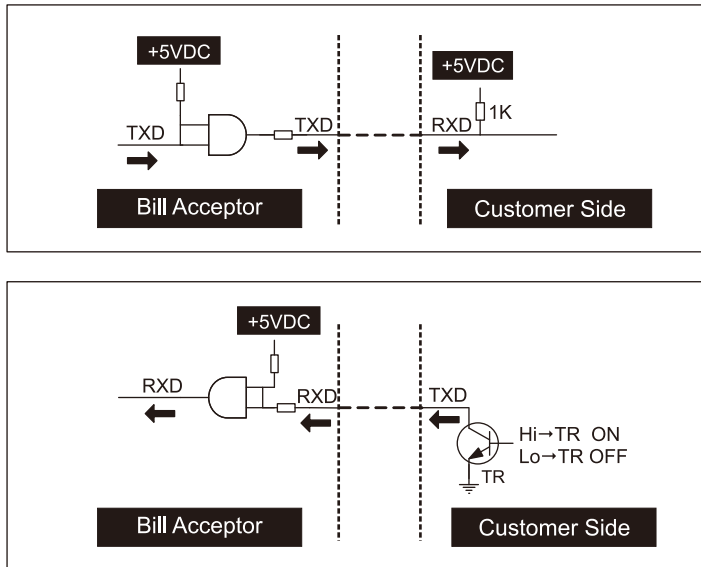 +5VDC
+5VDC
1K
TXD
TXD
RXD
Bill Acceptor
Customer Side
+5VDC
RXD
RXD
TXD
Hi→TR ON
Lo→TR OFF
TR
Bill Acceptor
Customer Side